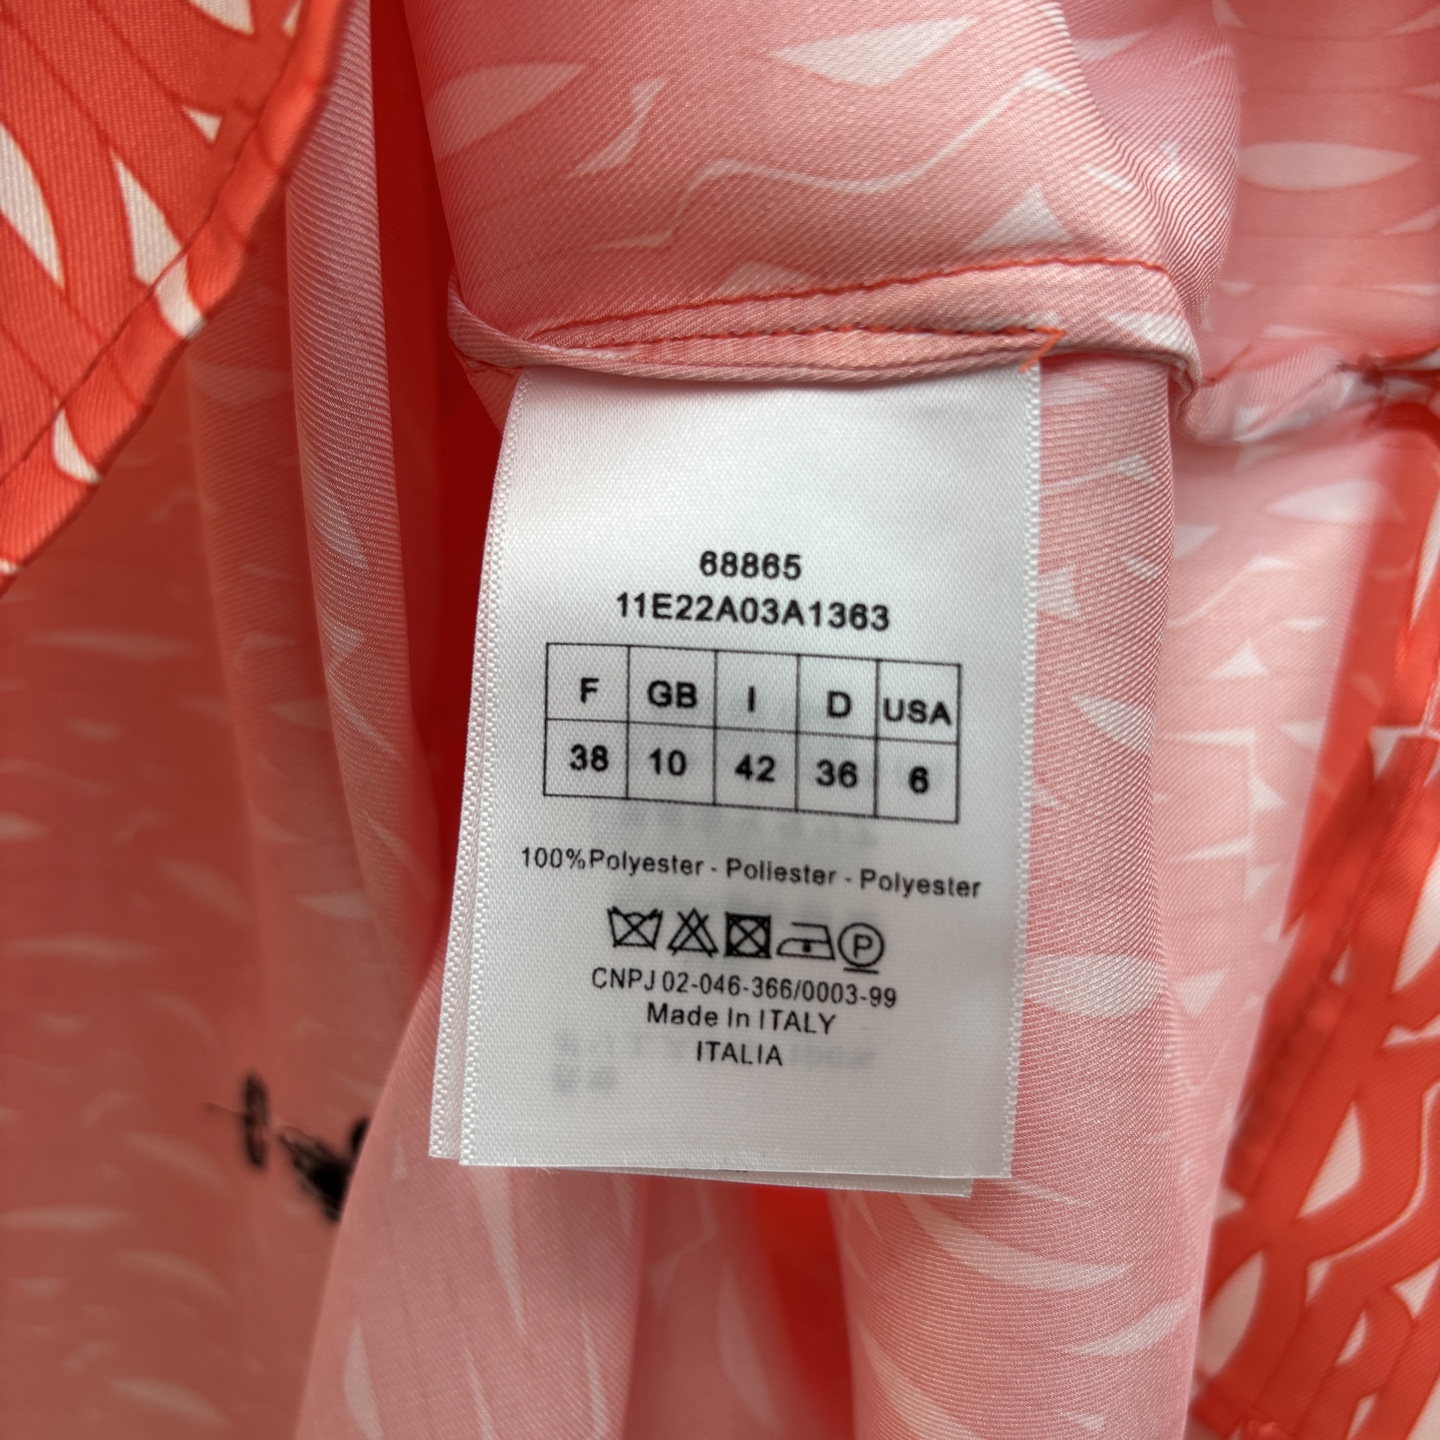 68865
11E22A03A1363
F GB I D USA
38 10 42 36 6
100%Polyester - Poliester - Polyester
P
CNPJ 02-046-366/0003-99
Made In ITALY
ITALIA